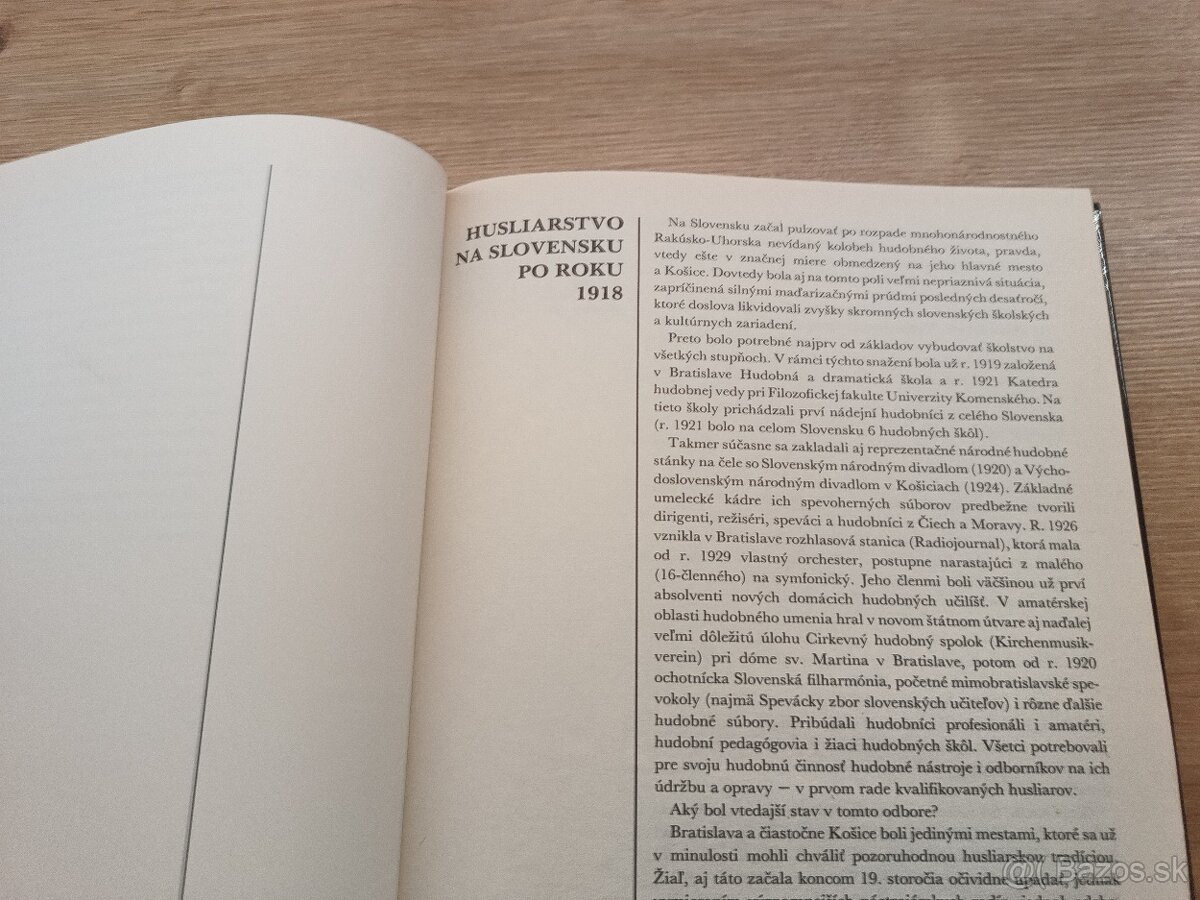 HUSLIARSTVO
NA SLOVENSKU
PO ROKU
1918
Na Slovensku začal pulzovať po rozpade mnohonárodnostného
Rakúsko-Uhorska nevídaný kolobeh hudobného života, pravda,
vtedy ešte v značnej miere obmedzený na jeho hlavné mesto
a Košice. Dovtedy bola aj na tomto poli veľmi nepriaznivá situácia,
zapríčinená silnými maďarizačnými prúdmi posledných desaťročí,
ktoré doslova likvidovali zvyšky skromných slovenských školských
a kultúrnych zariadení.
Preto bolo potrebné najprv od základov vybudovať školstvo na
všetkých stupňoch. V rámci týchto snažení bola už r. 1919 založená
v Bratislave Hudobná a dramatická škola a r. 1921 Katedra
hudobnej vedy pri Filozofickej fakulte Univerzity Komenského. Na
tieto školy prichádzali prví nádejní hudobníci z celého Slovenska
(r. 1921 bolo na celom Slovensku 6 hudobných škôl).
Takmer súčasne sa zakladali aj reprezentačné národné hudobné
stánky na čele so Slovenským národným divadlom (1920) a Výcho-
doslovenským národným divadlom v Košiciach (1924). Základné
umelecké kádre ich spevoherných súborov predbežne tvorili
dirigenti, režiséri, speváci a hudobníci z Čiech a Moravy. R. 1926
vznikla v Bratislave rozhlasová stanica (Radiojournal), ktorá mala
od r. 1929 vlastný orchester, postupne narastajúci z malého
(16-členného) na symfonický. Jeho členmi boli väčšinou už prví
absolventi nových domácich hudobných učilíšť. V amatérskej
oblasti hudobného umenia hral v novom štátnom útvare aj naďalej
veľmi dôležitú úlohu Cirkevný hudobný spolok (Kirchenmusik-
verein) pri dóme sv. Martina v Bratislave, potom od r. 1920
ochotnícka Slovenská filharmónia, početné mimobratislavské spe-
vokoly (najmä Spevácky zbor slovenských učiteľov) i rôzne ďalšie
hudobné súbory. Pribúdali hudobníci profesionáli i amatéri,
hudobní pedagógovia i žiaci hudobných škôl. Všetci potrebovali
pre svoju hudobnú činnosť hudobné nástroje i odborníkov na ich
údržbu a opravy — v prvom rade kvalifikovaných husliarov.
Aký bol vtedajší stav v tomto odbore?
Bratislava a čiastočne Košice boli jedinými mestami, ktoré sa už
v minulosti mohli chváliť pozoruhodnou husliarskou tradíciou.
Žiaľ, aj táto začala koncom 19. storočia očividne upadať, jednak
Bazos.sk